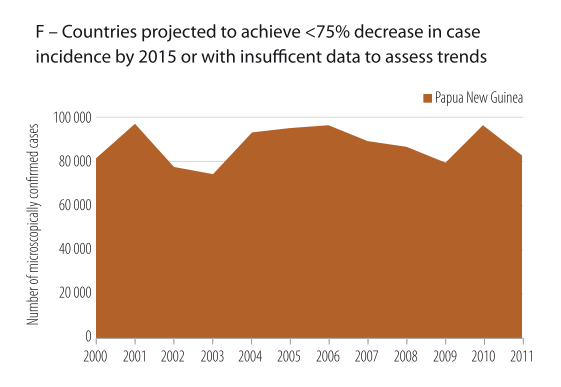 F – Countries projected to achieve <75% decrease in case
incidence by 2015 or with insufficent data to assess trends
Papua New Guinea
Number of microscopically confirmed cases
100 000
80 000
60 000
40 000
20 000
0
2000 2001 2002 2003 2004 2005 2006 2007 2008 2009 2010 2011